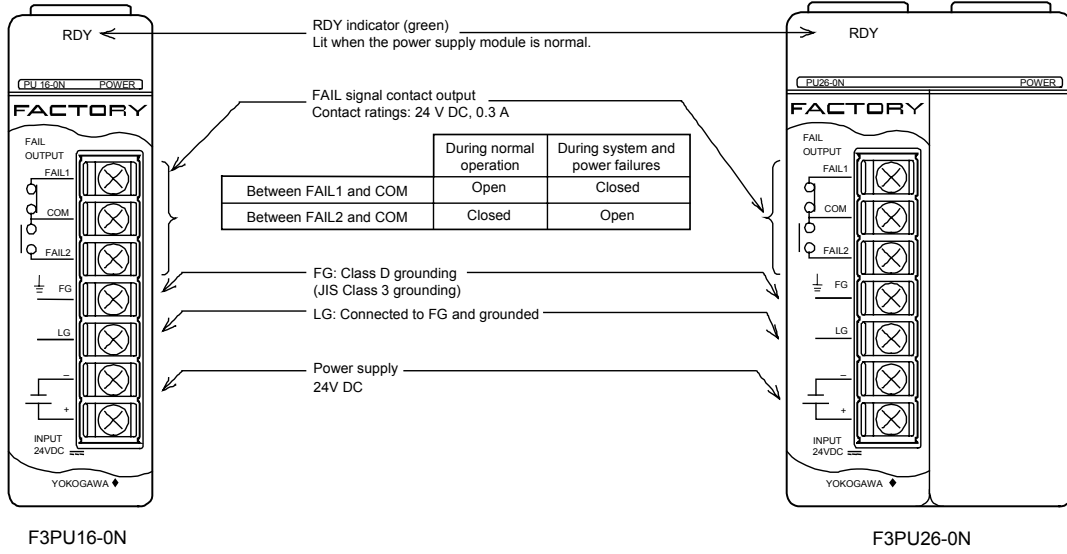 RDY
PU 16-0N POWER
FACTORY
FAIL
OUTPUT
FAIL1
COM
FAIL2
FG
LG
–
+
INPUT
24VDC
YOKOGAWA
F3PU16-0N
RDY indicator (green)
Lit when the power supply module is normal.
FAIL signal contact output
Contact ratings: 24 V DC, 0.3 A
During normal operation During system and power failures
Between FAIL1 and COM Open Closed
Between FAIL2 and COM Closed Open
FG: Class D grounding
(JIS Class 3 grounding)
LG: Connected to FG and grounded
Power supply
24V DC
RDY
PU26-0N POWER
FACTORY
FAIL
OUTPUT
FAIL1
COM
FAIL2
FG
LG
–
+
INPUT
24VDC
YOKOGAWA
F3PU26-0N